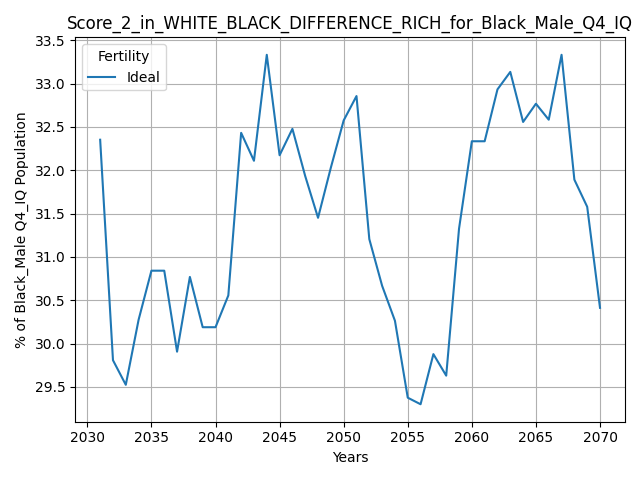 Score_2_in_WHITE_BLACK_DIFFERENCE_RICH_for_Black_Male_Q4_IQ
Fertility
Ideal
33.5
33.0
32.5
32.0
31.5
31.0
30.5
30.0
29.5
% of Black_Male Q4_IQ Population
2030 2035 2040 2045 2050 2055 2060 2065 2070
Years